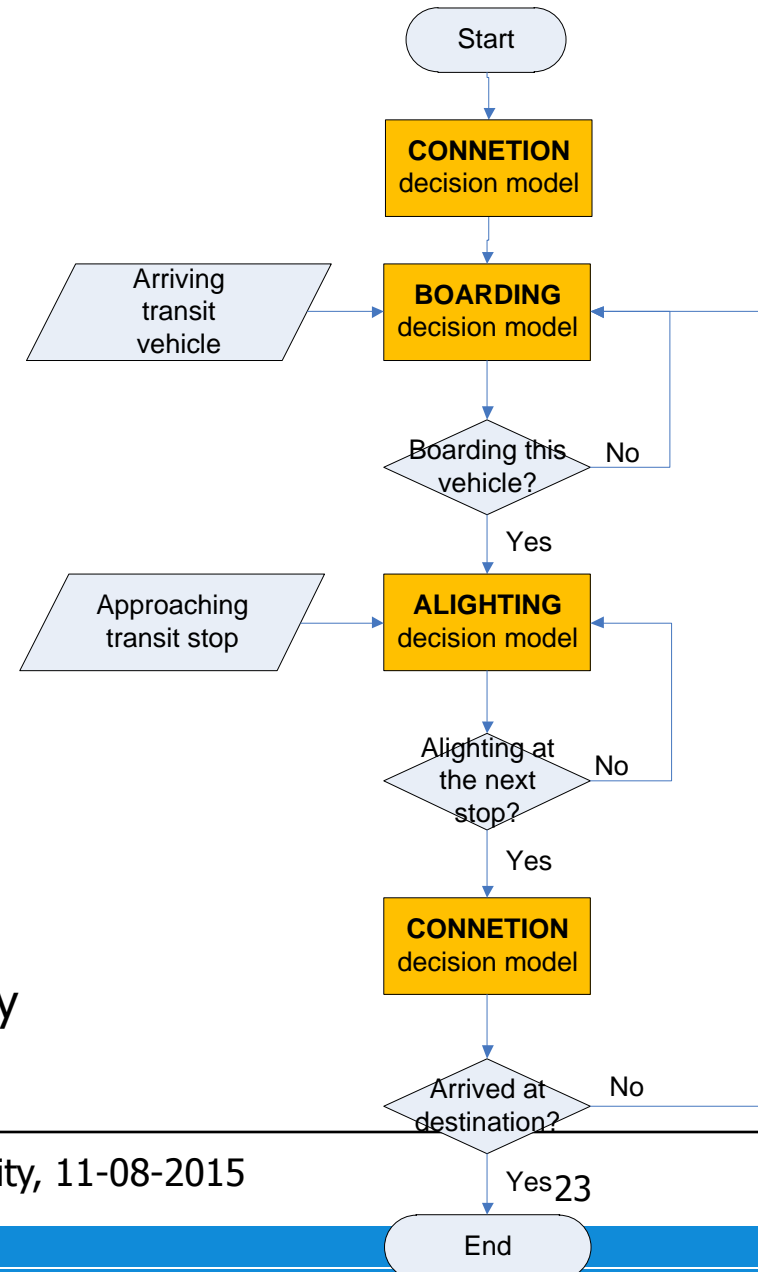 Start
CONNETION
decision model
Arriving
transit
vehicle
BOARDING
decision model
Boarding this
vehicle?
No
Yes
Approaching
transit stop
ALIGHTING
decision model
Alighting at
the next
stop?
No
Yes
CONNETION
decision model
y
Arrived at
destination?
No
ity, 11-08-2015
Yes
23
End